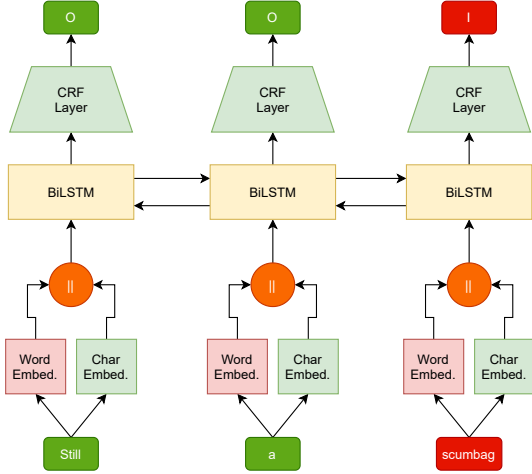 O
O
I
CRF
Layer
CRF
Layer
CRF
Layer
BiLSTM
BiLSTM
BiLSTM
||
||
||
Word
Embed.
Char
Embed.
Word
Embed.
Char
Embed.
Word
Embed.
Char
Embed.
Still
a
scumbag